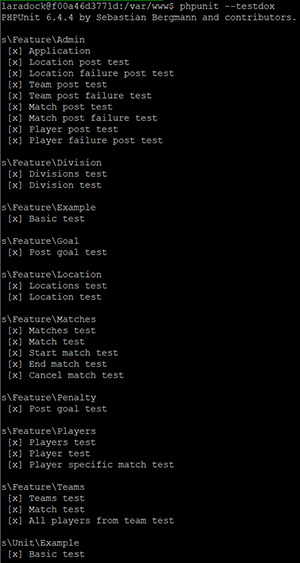 laradock@f00a46d3771d:/var/www$ phpunit --testdox
PHPUnit 6.4.4 by Sebastian Bergmann and contributors.
s\Feature\Admin
[x] Application
[x] Location post test
[x] Location failure post test
[x] Team post test
[x] Team post failure test
[x] Match post test
[x] Match post failure test
[x] Player post test
[x] Player failure post test
s\Feature\Division
[x] Divisions test
[x] Division test
s\Feature\Example
[x] Basic test
s\Feature\Goal
[x] Post goal test
s\Feature\Location
[x] Locations test
[x] Location test
s\Feature\Matches
[x] Matches test
[x] Match test
[x] Start match test
[x] End match test
[x] Cancel match test
s\Feature\Penalty
[x] Post goal test
s\Feature\Players
[x] Players test
[x] Player test
[x] Player specific match test
s\Feature\Teams
[x] Teams test
[x] Match test
[x] All players from team test
s\Unit\Example
[x] Basic test